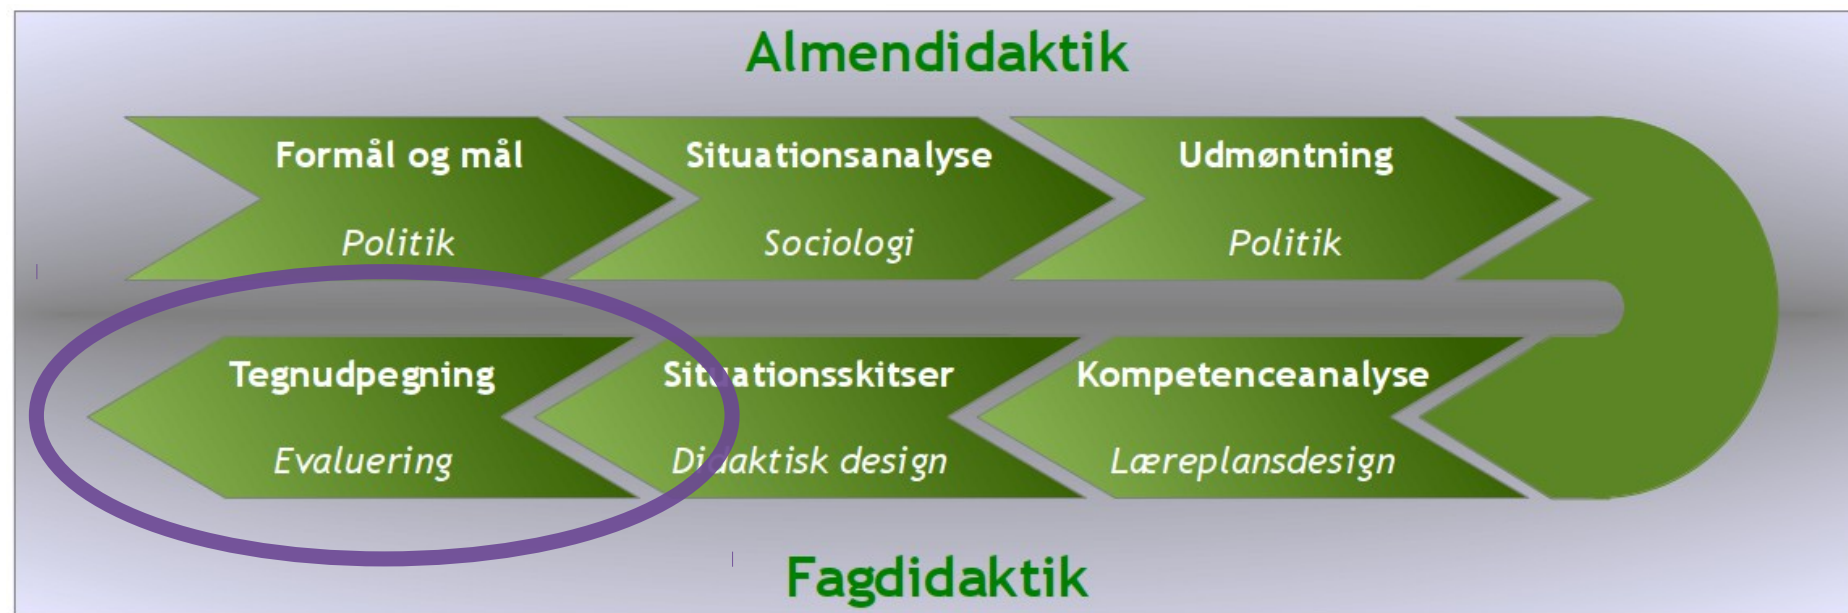 Almendidaktik
Formål og mål
Politik
Situationsanalyse
Sociologi
Udmøntning
Politik
Kompetenceanalyse
Læreplansdesign
Situationsskitser
Didaktisk design
Tegnudpegning
Evaluering
Fagdidaktik